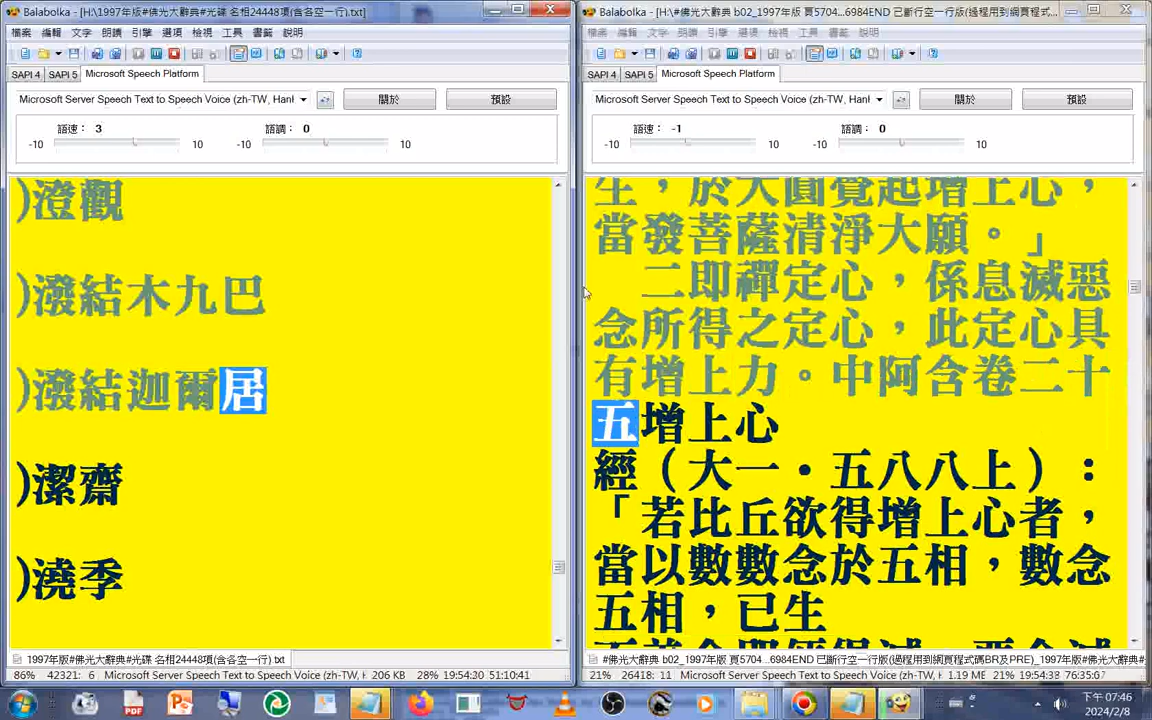 Balabolka - [H:\1997年版#佛光大辭典#光碟 名相24448項(含各空一行).txt]
檔案 編輯 文字 朗讀 引擎 選項 檢視 工具 書籤 說明
SAPI 4 SAPI 5 Microsoft Speech Platform
Microsoft Server Speech Text to Speech Voice (zh-TW, Hanl 關於 預設
語速： 3 語調： 0
-10 10 -10 10
)澄觀
)潑結木九巴
)潑結迦爾居
)潔齋
)澆季
1997年版#佛光大辭典#光碟 名相24448項(含各空一行).txt
86% 42321: 6 Microsoft Server Speech Text to Speech Voice (zh-T 206 KB 28% 19:54:30 51:10:41
Balabolka - [H:\#佛光大辭典 b02_1997年版 頁5704...6984END 已斷行空一行版(過程用到網頁程式...
檔案 編輯 文字 朗讀 引擎 選項 檢視 工具 書籤 說明
SAPI 4 SAPI 5 Microsoft Speech Platform
Microsoft Server Speech Text to Speech Voice (zh-TW, Hanl 關於 預設
語速： -1 語調： 0
-10 10 -10 10
生，於大圓覺起增上心，
當發菩薩清淨大願。」
二即禪定心，係息滅惡
念所得之定心，此定心具
有增上力。中阿含卷二十
五增上心
經（大一‧五八八上）：
「若比丘欲得增上心者，
當以數數念於五相，數念
五相，已生
#佛光大辭典 b02_1997年版 頁5704...6984END 已斷行空一行版(過程用到網頁程式碼BR及PRE)_1997年版#
21% 26418: 11 Microsoft Server Speech Text to Speech Voice (zh-T 1.19 ME 21% 19:54:38 76:35:67
下午 07:46
2024/2/8